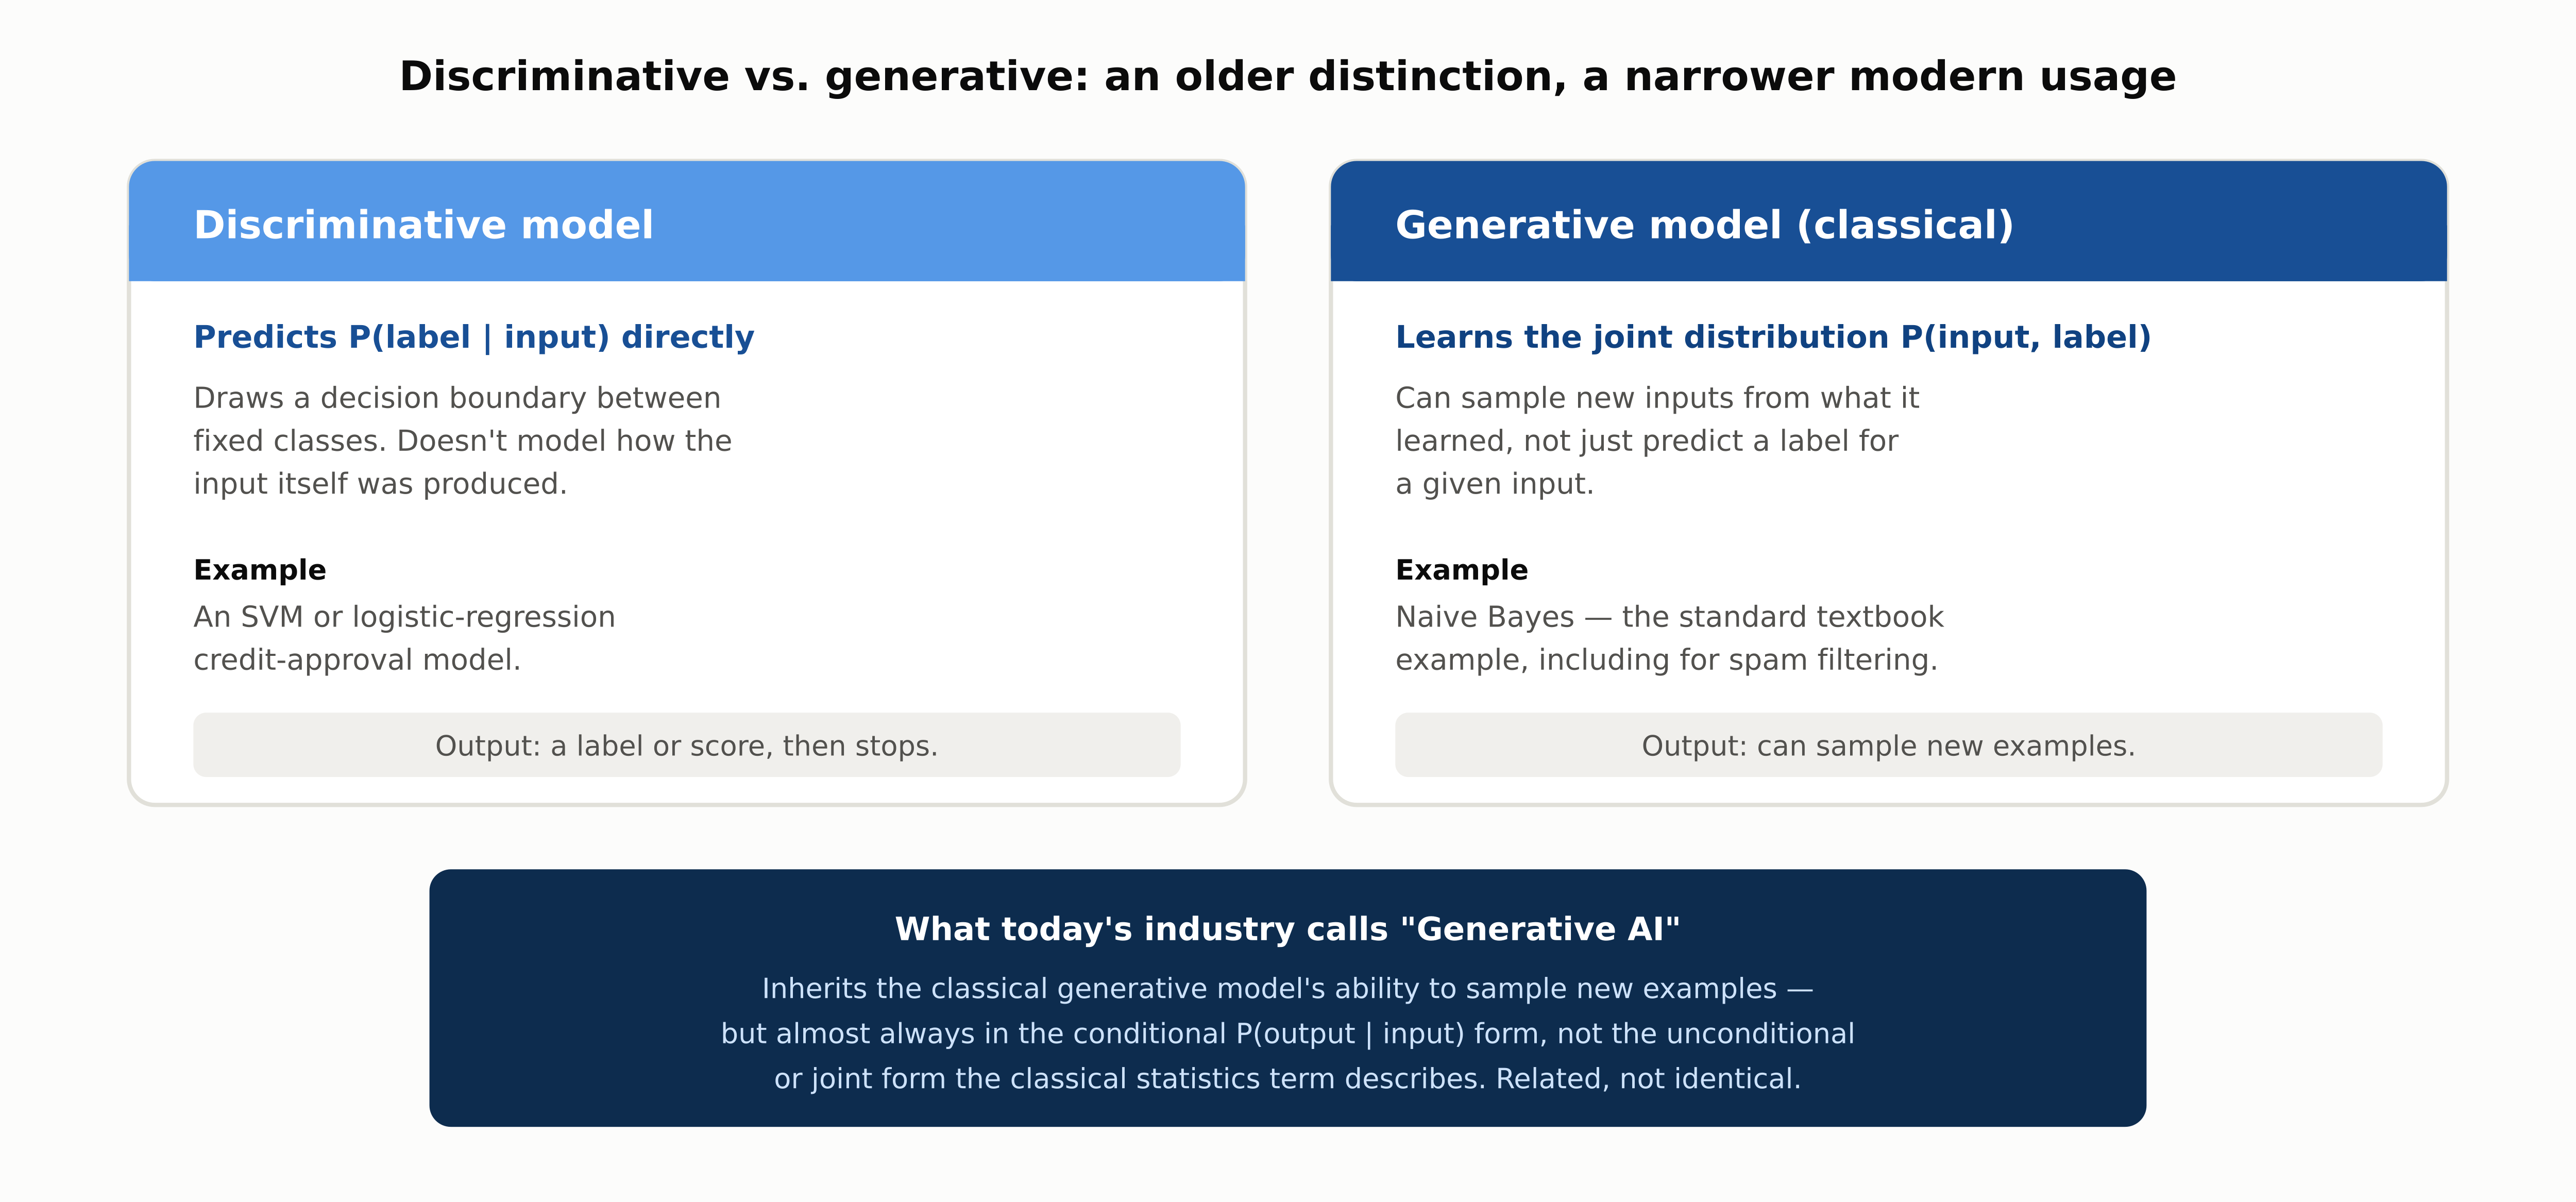 Discriminative vs. generative: an older distinction, a narrower modern usage
Discriminative model
Predicts P(label | input) directly
Draws a decision boundary between
fixed classes. Doesn't model how the
input itself was produced.
Example
An SVM or logistic-regression
credit-approval model.
Output: a label or score, then stops.
Generative model (classical)
Learns the joint distribution P(input, label)
Can sample new inputs from what it
learned, not just predict a label for
a given input.
Example
Naive Bayes — the standard textbook
example, including for spam filtering.
Output: can sample new examples.
What today's industry calls "Generative AI"
Inherits the classical generative model's ability to sample new examples —
but almost always in the conditional P(output | input) form, not the unconditional
or joint form the classical statistics term describes. Related, not identical.